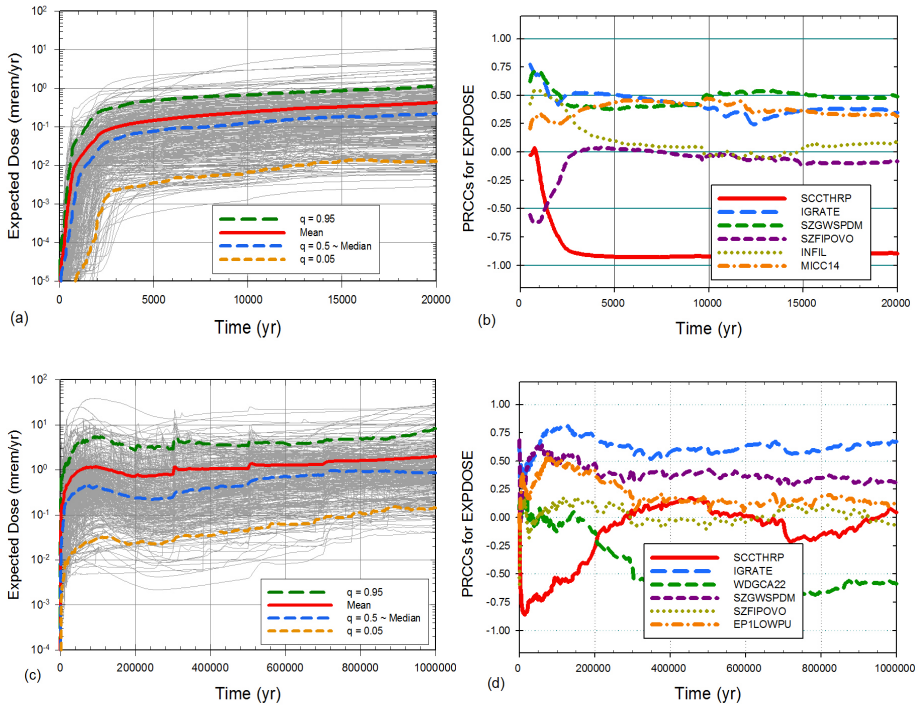 10²
10¹
10⁰
10⁻¹
10⁻²
10⁻³
10⁻⁴
10⁻⁵
Expected Dose (mrem/yr)
q = 0.95
Mean
q = 0.5 ~ Median
q = 0.05
0 5000 10000 15000 20000
Time (yr)
(a)
1.00
0.75
0.50
0.25
0.00
-0.25
-0.50
-0.75
-1.00
PRCCs for EXPDOSE
SCCTHRP
IGRATE
SZGWSPDM
SZFIPOVO
INFIL
MICC14
0 5000 10000 15000 20000
Time (yr)
(b)
10²
10¹
10⁰
10⁻¹
10⁻²
10⁻³
10⁻⁴
Expected Dose (mrem/yr)
q = 0.95
Mean
q = 0.5 ~ Median
q = 0.05
0 200000 400000 600000 800000 1000000
Time (yr)
(c)
1.00
0.75
0.50
0.25
0.00
-0.25
-0.50
-0.75
-1.00
PRCCs for EXPDOSE
SCCTHRP
IGRATE
WDGCA22
SZGWSPDM
SZFIPOVO
EP1LOWPU
0 200000 400000 600000 800000 1000000
Time (yr)
(d)